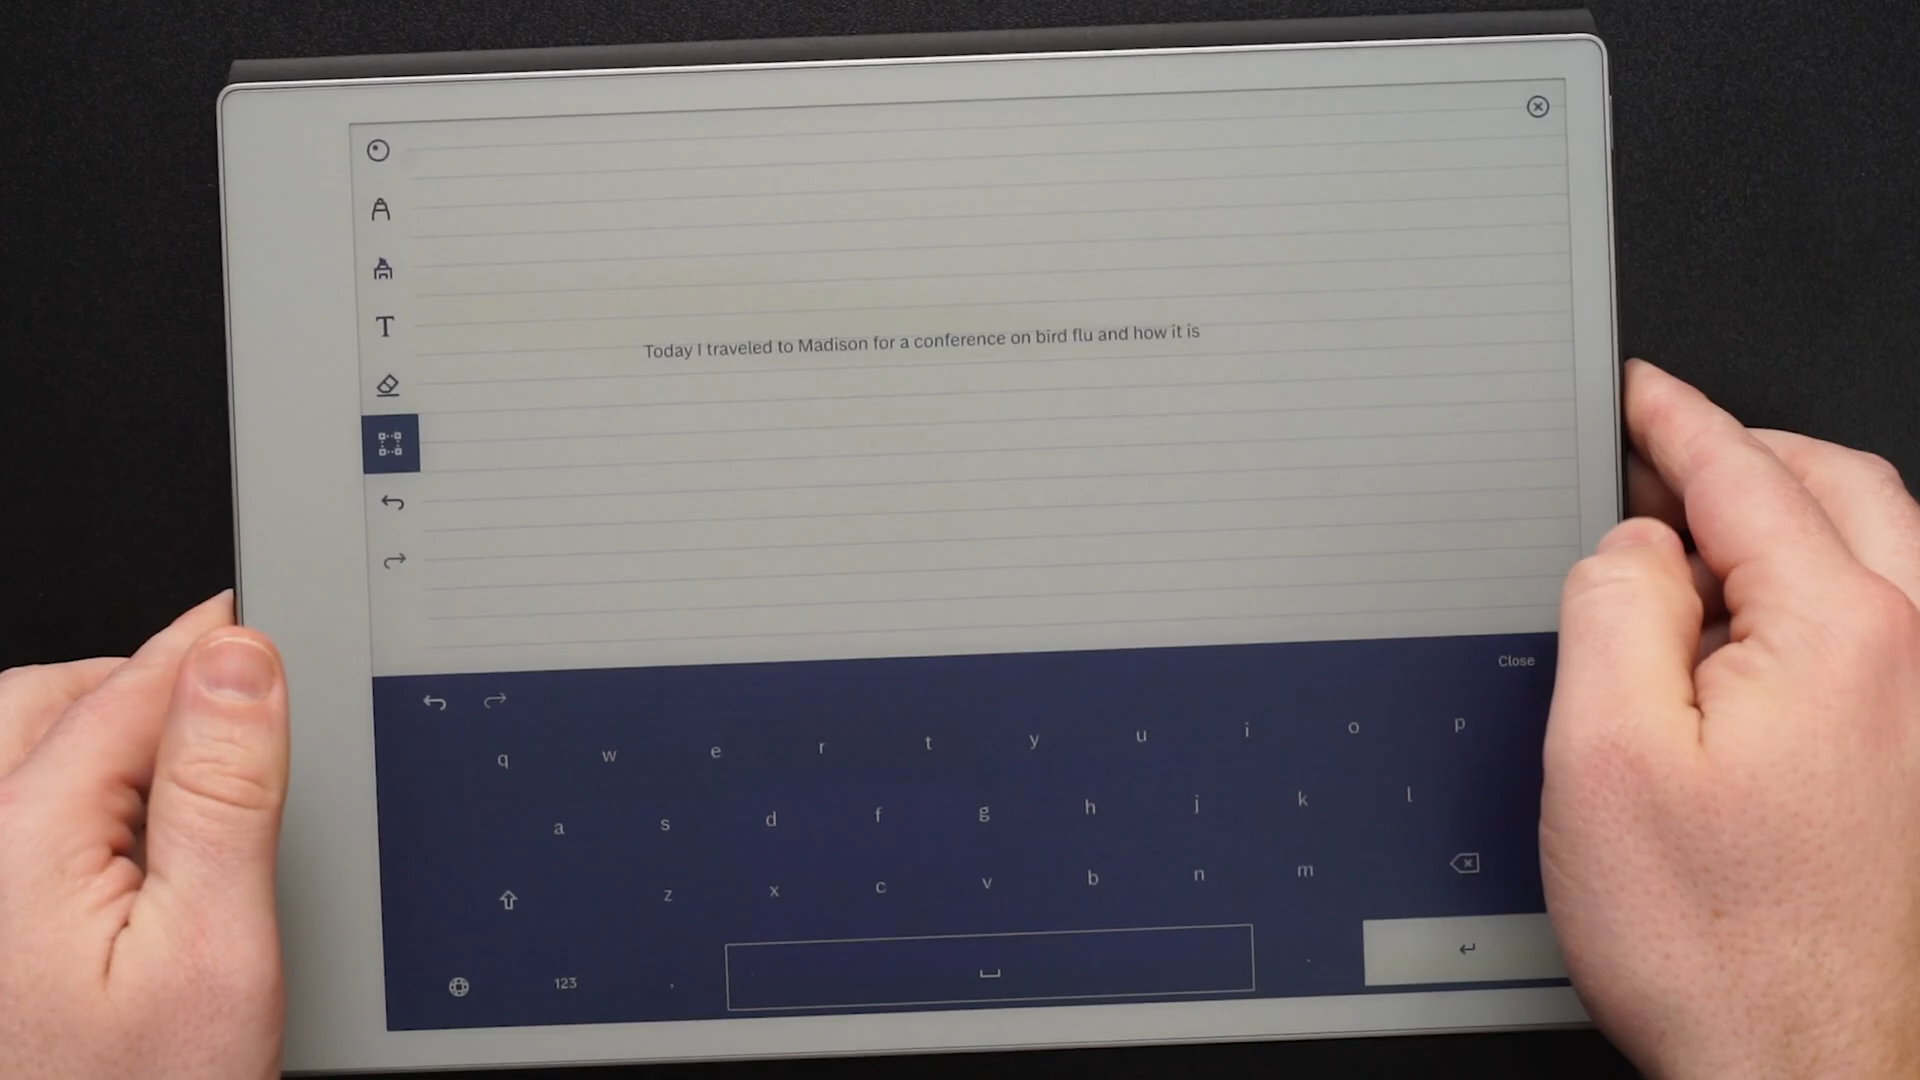 T
Today I traveled to Madison for a conference on bird flu and how it is
Close
q w e r t y u i o p
a s d f g h j k l
z x c v b n m
123 , .